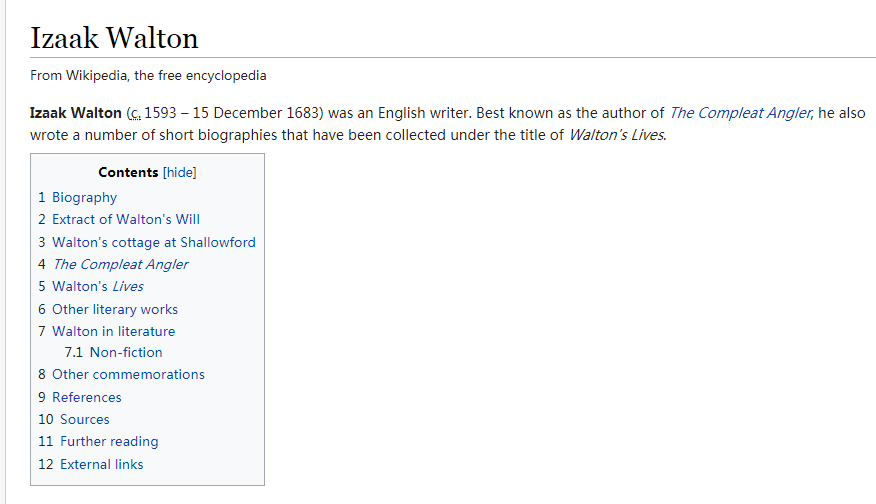 Izaak Walton
From Wikipedia, the free encyclopedia
Izaak Walton (c. 1593 – 15 December 1683) was an English writer. Best known as the author of The Compleat Angler, he also
wrote a number of short biographies that have been collected under the title of Walton's Lives.
Contents [hide]
1 Biography
2 Extract of Walton's Will
3 Walton's cottage at Shallowford
4 The Compleat Angler
5 Walton's Lives
6 Other literary works
7 Walton in literature
7.1 Non-fiction
8 Other commemorations
9 References
10 Sources
11 Further reading
12 External links